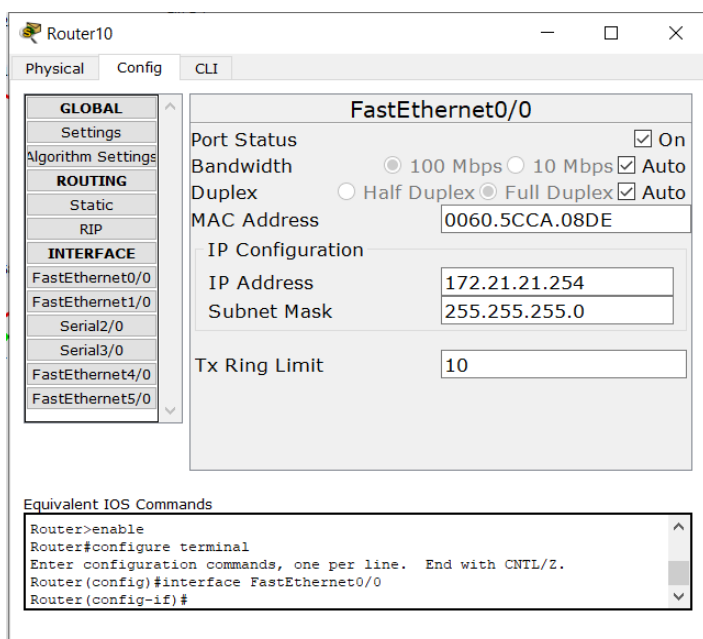 Router10
Physical Config CLI
GLOBAL
Settings
Algorithm Settings
ROUTING
Static
RIP
INTERFACE
FastEthernet0/0
FastEthernet1/0
Serial2/0
Serial3/0
FastEthernet4/0
FastEthernet5/0
FastEthernet0/0
Port Status On
Bandwidth 100 Mbps 10 Mbps Auto
Duplex Half Duplex Full Duplex Auto
MAC Address 0060.5CCA.08DE
IP Configuration
IP Address 172.21.21.254
Subnet Mask 255.255.255.0
Tx Ring Limit 10
Equivalent IOS Commands
Router>enable
Router#configure terminal
Enter configuration commands, one per line. End with CNTL/Z.
Router(config)#interface FastEthernet0/0
Router(config-if)#